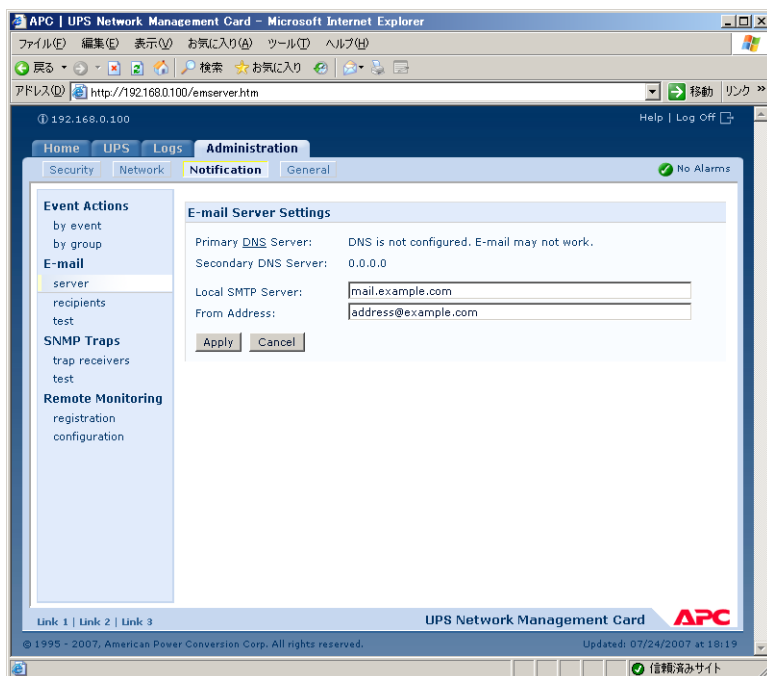 APC | UPS Network Management Card - Microsoft Internet Explorer
ファイル(F) 編集(E) 表示(V) お気に入り(A) ツール(T) ヘルプ(H)
戻る 検索 お気に入り
アドレス(D) http://192.168.0.100/emserver.htm 移動 リンク »
192.168.0.100 Help | Log Off
Home UPS Logs Administration
Security Network Notification General No Alarms
Event Actions
by event
by group
E-mail
server
recipients
test
SNMP Traps
trap receivers
test
Remote Monitoring
registration
configuration
E-mail Server Settings
Primary DNS Server: DNS is not configured. E-mail may not work.
Secondary DNS Server: 0.0.0.0
Local SMTP Server: mail.example.com
From Address: address@example.com
Apply Cancel
Link 1 | Link 2 | Link 3 UPS Network Management Card APC
© 1995 - 2007, American Power Conversion Corp. All rights reserved. Updated: 07/24/2007 at 18:19
信頼済みサイト